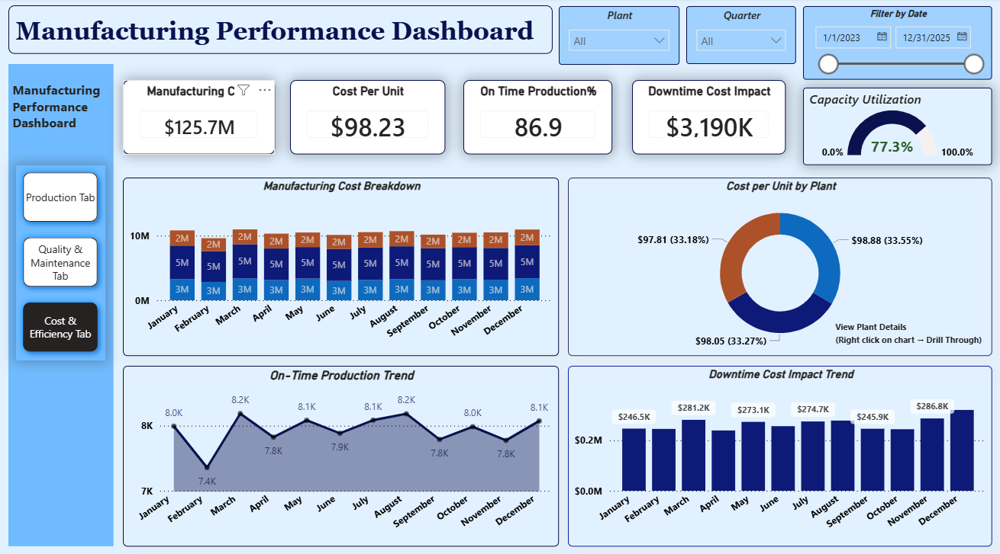 Manufacturing Performance Dashboard
Plant
All
Quarter
All
Filter by Date
1/1/2023
12/31/2025
Manufacturing
Performance
Dashboard
Production Tab
Quality &
Maintenance
Tab
Cost &
Efficiency Tab
Manufacturing C
$125.7M
Cost Per Unit
$98.23
On Time Production%
86.9
Downtime Cost Impact
$3,190K
Capacity Utilization
0.0%
77.3%
100.0%
Manufacturing Cost Breakdown
10M
0M
2M 2M 2M 2M 2M 2M 2M 2M 2M 2M 2M 2M
5M 5M 5M 5M 5M 5M 5M 5M 5M 5M 5M 5M
3M 3M 3M 3M 3M 3M 3M 3M 3M 3M 3M 3M
January February March April May June July August September October November December
Cost per Unit by Plant
$97.81 (33.18%)
$98.88 (33.55%)
$98.05 (33.27%)
View Plant Details
(Right click on chart → Drill Through)
On-Time Production Trend
8K
7K
8.0K 7.4K 8.2K 7.8K 8.1K 7.9K 8.1K 8.2K 7.8K 8.0K 7.8K 8.1K
January February March April May June July August September October November December
Downtime Cost Impact Trend
$0.2M
$0.0M
$246.5K $281.2K $273.1K $274.7K $245.9K $286.8K
January February March April May June July August September October November December